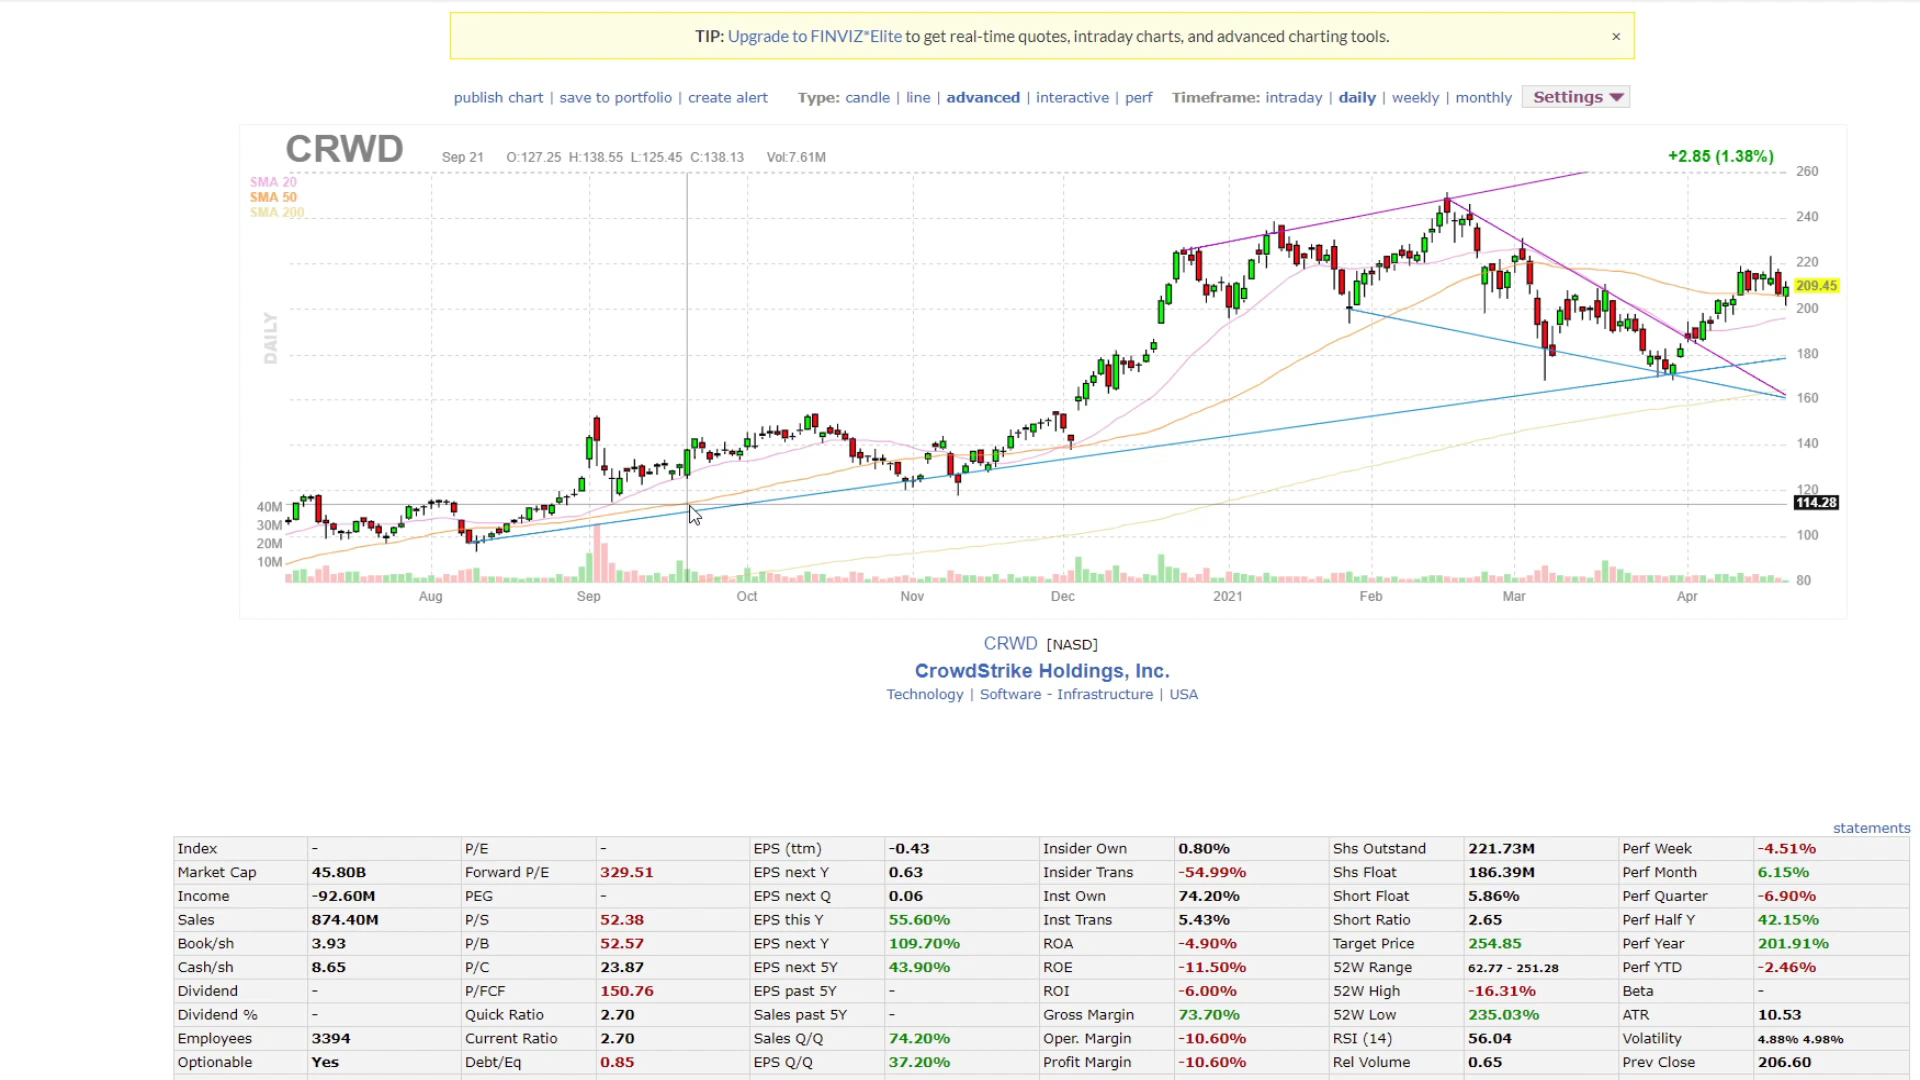 TIP: Upgrade to FINVIZ*Elite to get real-time quotes, intraday charts, and advanced charting tools. ×
publish chart | save to portfolio | create alert Type: candle | line | advanced | interactive | perf Timeframe: intraday | daily | weekly | monthly Settings
CRWD Sep 21 O:127.25 H:138.55 L:125.45 C:138.13 Vol:7.61M +2.85 (1.38%)
SMA 20
SMA 50
SMA 200
DAILY
260
240
220
209.45
200
180
160
140
120
114.28
100
80
40M
30M
20M
10M
Aug Sep Oct Nov Dec 2021 Feb Mar Apr
CRWD [NASD]
CrowdStrike Holdings, Inc.
Technology | Software - Infrastructure | USA
statements
Index - P/E - EPS (ttm) -0.43 Insider Own 0.80% Shs Outstand 221.73M Perf Week -4.51%
Market Cap 45.80B Forward P/E 329.51 EPS next Y 0.63 Insider Trans -54.99% Shs Float 186.39M Perf Month 6.15%
Income -92.60M PEG - EPS next Q 0.06 Inst Own 74.20% Short Float 5.86% Perf Quarter -6.90%
Sales 874.40M P/S 52.38 EPS this Y 55.60% Inst Trans 5.43% Short Ratio 2.65 Perf Half Y 42.15%
Book/sh 3.93 P/B 52.57 EPS next Y 109.70% ROA -4.90% Target Price 254.85 Perf Year 201.91%
Cash/sh 8.65 P/C 23.87 EPS next 5Y 43.90% ROE -11.50% 52W Range 62.77 - 251.28 Perf YTD -2.46%
Dividend - P/FCF 150.76 EPS past 5Y - ROI -6.00% 52W High -16.31% Beta -
Dividend % - Quick Ratio 2.70 Sales past 5Y - Gross Margin 73.70% 52W Low 235.03% ATR 10.53
Employees 3394 Current Ratio 2.70 Sales Q/Q 74.20% Oper. Margin -10.60% RSI (14) 56.04 Volatility 4.88% 4.98%
Optionable Yes Debt/Eq 0.85 EPS Q/Q 37.20% Profit Margin -10.60% Rel Volume 0.65 Prev Close 206.60